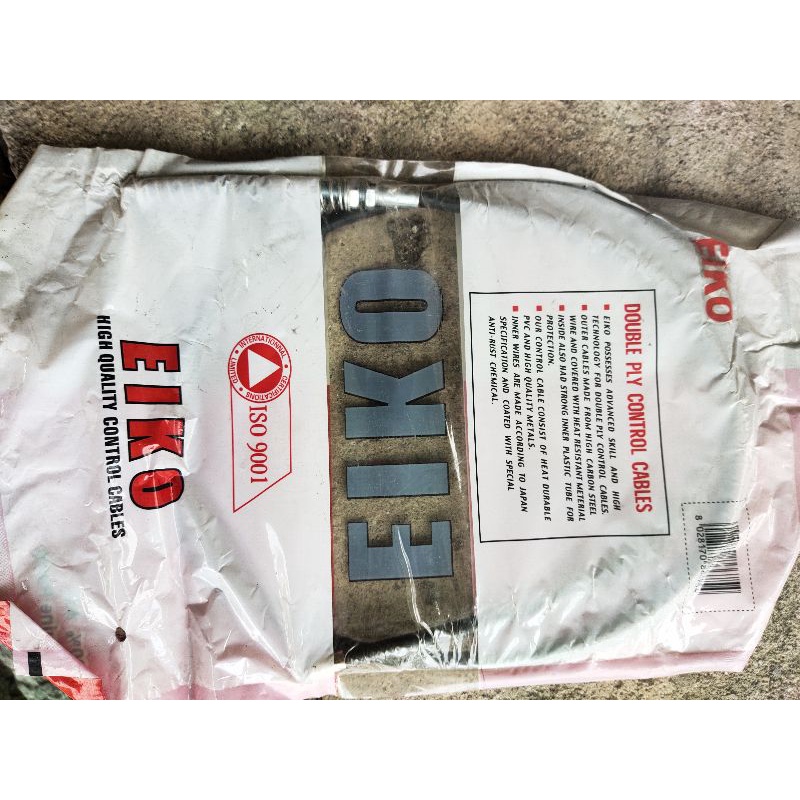 EIKO
DOUBLE PLY CONTROL CABLES
EIKO POSSESSES ADVANCED SKILL AND HIGH
TECHNOLOGY FOR DOUBLE PLY CONTROL CABLES.
OUTER CABLES MADE FROM HIGH CARBON STEEL
WIRE AND COVERED WITH HEAT RESISTANT METERIAL
INSIDE ALSO HAD STRONG INNER PLASTIC TUBE FOR
PROTECTION.
OUR CONTROL CABLE CONSIST OF HEAT DURABLE
PVC AND HIGH QUALITY METALS.
INNER WIRES ARE MADE ACCORDING TO JAPAN
SPECIFICATION AND COATED WITH SPECIAL
ANTI-RUST CHEMICAL.
EIKO
INTERNATIONAL
CERTIFICATIONS
LIMITED
ISO 9001
EIKO
HIGH QUALITY CONTROL CABLES